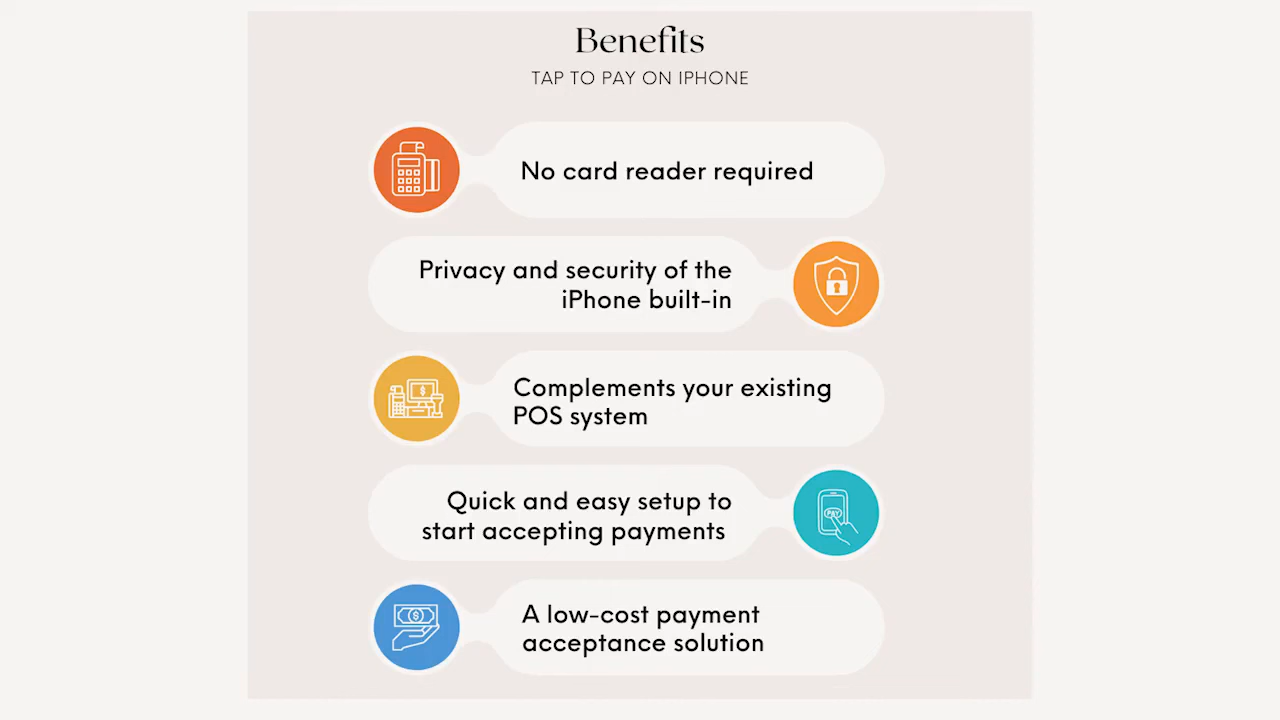 Benefits
TAP TO PAY ON IPHONE
No card reader required
Privacy and security of the
iPhone built-in
Complements your existing
POS system
Quick and easy setup to
start accepting payments
PAY
A low-cost payment
acceptance solution